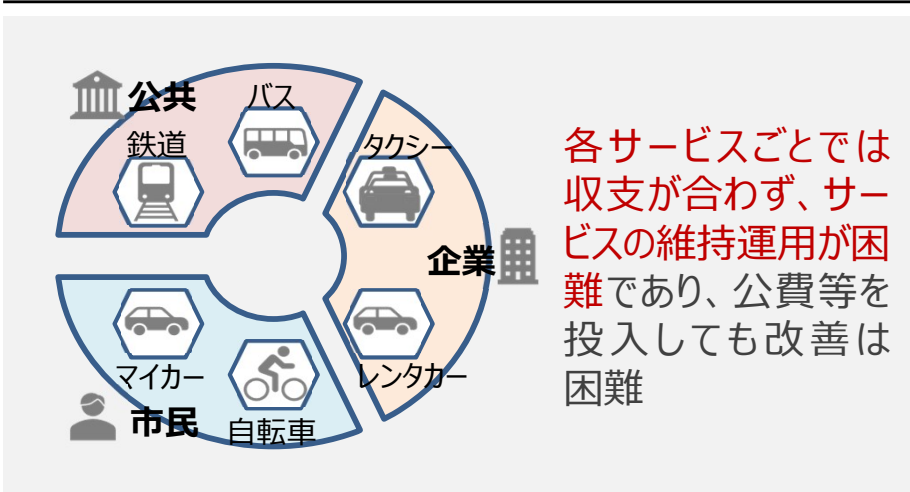 公共
バス
鉄道
タクシー
企業
レンタカー
マイカー
自転車
市民
各サービスごとでは
収支が合わず、サー
ビスの維持運用が困
難であり、公費等を
投入しても改善は
困難